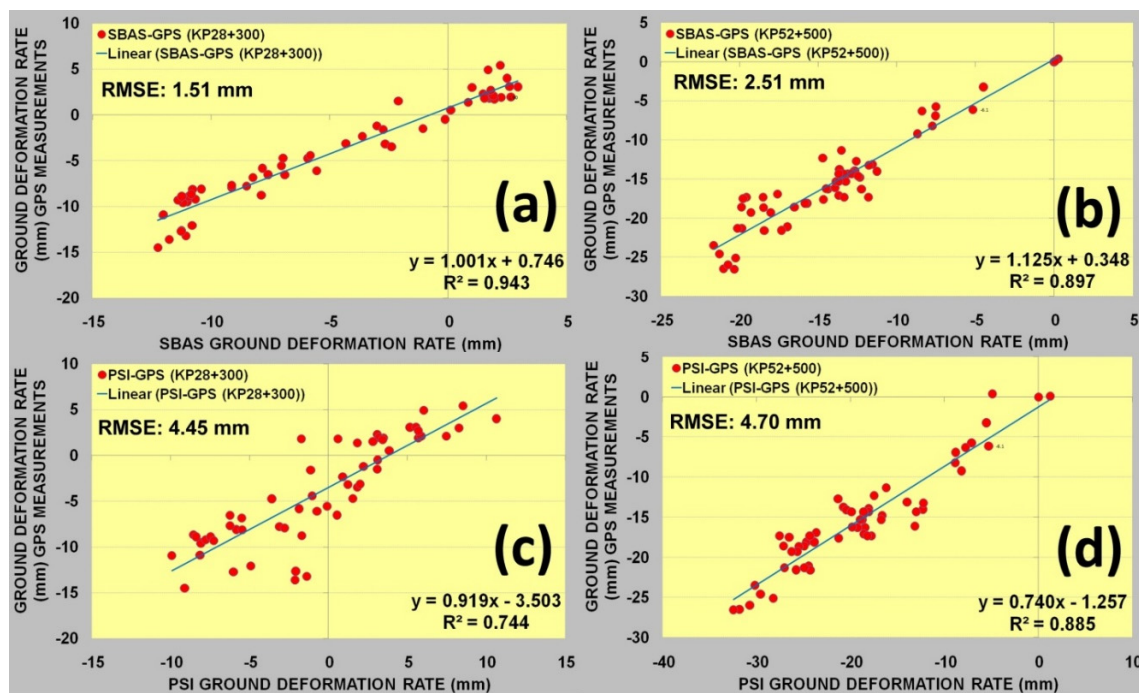 GROUND DEFORMATION RATE
(mm) GPS MEASUREMENTS
10
5
0
-5
-10
-15
-20
SBAS-GPS (KP28+300)
Linear (SBAS-GPS (KP28+300))
RMSE: 1.51 mm
(a)
y = 1.001x + 0.746
R² = 0.943
-15
-10
-5
0
5
SBAS GROUND DEFORMATION RATE (mm)
GROUND DEFORMATION RATE
(mm) GPS MEASUREMENTS
5
0
-5
-10
-15
-20
-25
-30
SBAS-GPS (KP52+500)
Linear (SBAS-GPS (KP52+500))
RMSE: 2.51 mm
(b)
y = 1.125x + 0.348
R² = 0.897
-25
-20
-15
-10
-5
0
5
SBAS GROUND DEFORMATION RATE (mm)
GROUND DEFORMATION RATE
(mm) GPS MEASUREMENTS
10
5
0
-5
-10
-15
-20
PSI-GPS (KP28+300)
Linear (PSI-GPS (KP28+300))
RMSE: 4.45 mm
(c)
y = 0.919x - 3.503
R² = 0.744
-15
-10
-5
0
5
10
15
PSI GROUND DEFORMATION RATE (mm)
GROUND DEFORMATION RATE
(mm) GPS MEASUREMENTS
5
0
-5
-10
-15
-20
-25
-30
PSI-GPS (KP52+500)
Linear (PSI-GPS (KP52+500))
RMSE: 4.70 mm
(d)
y = 0.740x - 1.257
R² = 0.885
-40
-30
-20
-10
0
10
PSI GROUND DEFORMATION RATE (mm)